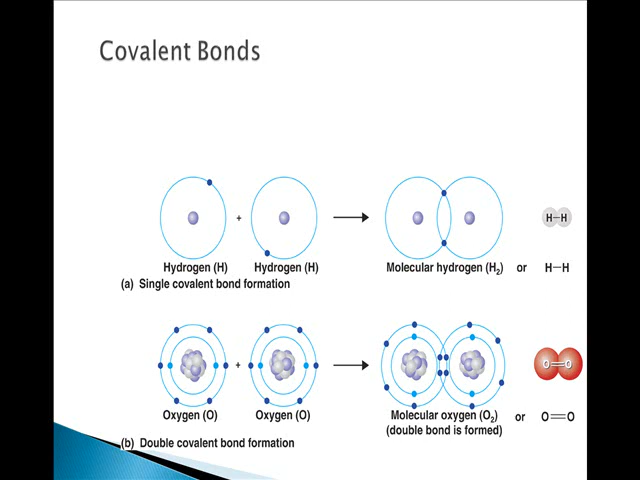 Covalent Bonds
+
H–H
Hydrogen (H) Hydrogen (H) Molecular hydrogen (H₂) or H–H
(a) Single covalent bond formation
+
O=O
Oxygen (O) Oxygen (O) Molecular oxygen (O₂) or O=O
(double bond is formed)
(b) Double covalent bond formation